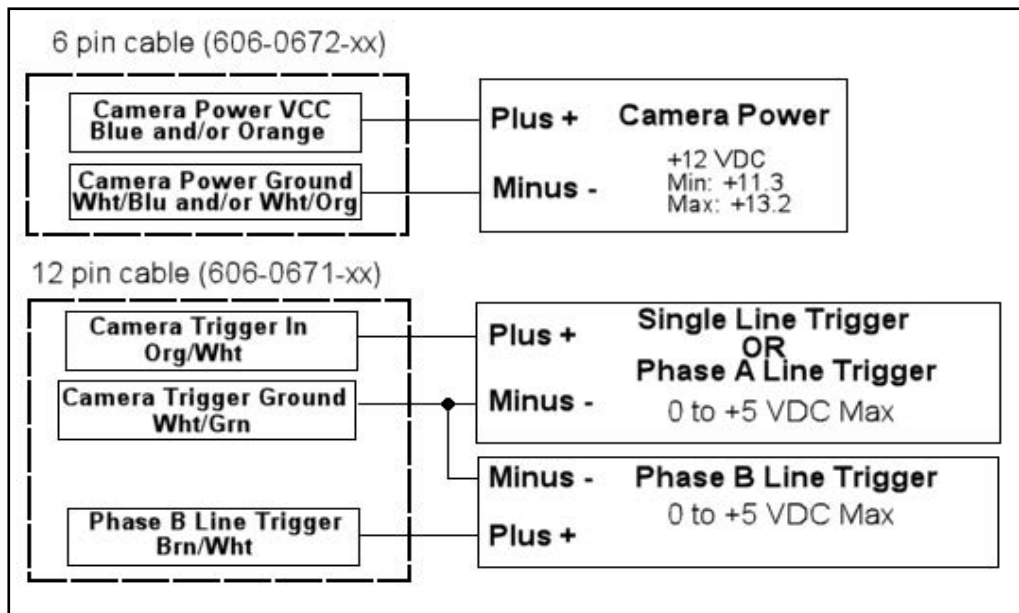 6 pin cable (606-0672-xx)
Camera Power VCC
Blue and/or Orange
Camera Power Ground
Wht/Blu and/or Wht/Org
Plus +
Camera Power
+12 VDC
Min: +11.3
Max: +13.2
Minus -
12 pin cable (606-0671-xx)
Camera Trigger In
Org/Wht
Camera Trigger Ground
Wht/Grn
Phase B Line Trigger
Brn/Wht
Plus +
Single Line Trigger
OR
Phase A Line Trigger
Minus -
0 to +5 VDC Max
Minus -
Phase B Line Trigger
0 to +5 VDC Max
Plus +